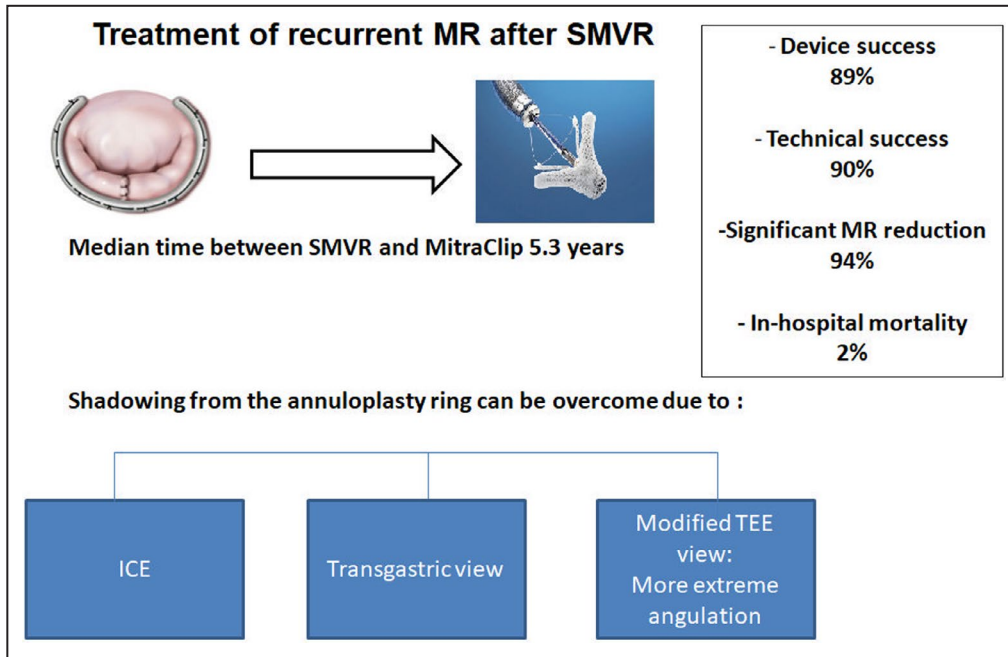 Treatment of recurrent MR after SMVR
Median time between SMVR and MitraClip 5.3 years
- Device success
89%
- Technical success
90%
-Significant MR reduction
94%
- In-hospital mortality
2%
Shadowing from the annuloplasty ring can be overcome due to :
ICE
Transgastric view
Modified TEE
view:
More extreme
angulation